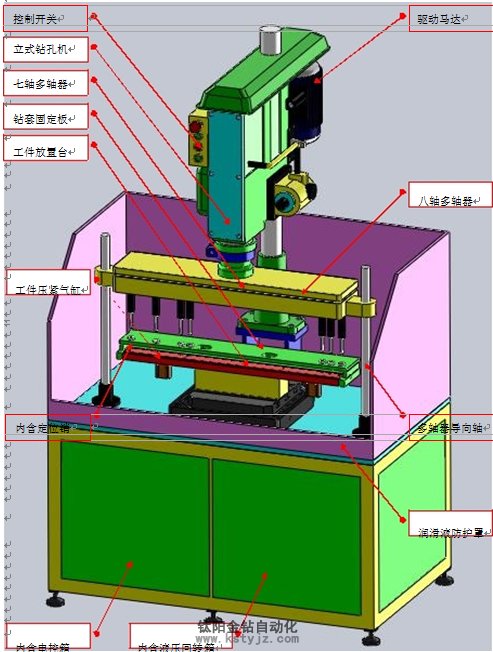 控制开关
驱动马达
立式钻孔机
七轴多轴器
钻套固定板
工件放置台
八轴多轴器
工件压紧气缸
内含定位销
多轴器导向轴
润滑液防护罩
内含电控箱
内含液压回转箱
钛阳金钻自动化
www.kstyjz.com